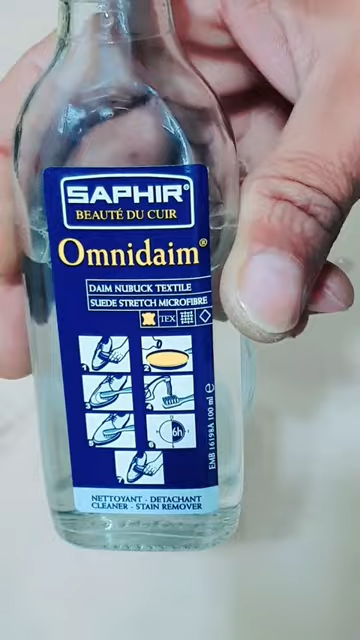 SAPHIR®
BEAUTÉ DU CUIR
Omnidaim®
DAIM NUBUCK TEXTILE
SUEDE STRETCH MICROFIBRE
TEX
6h
EMB 16198A 100 ml e
NETTOYANT - DETACHANT
CLEANER - STAIN REMOVER